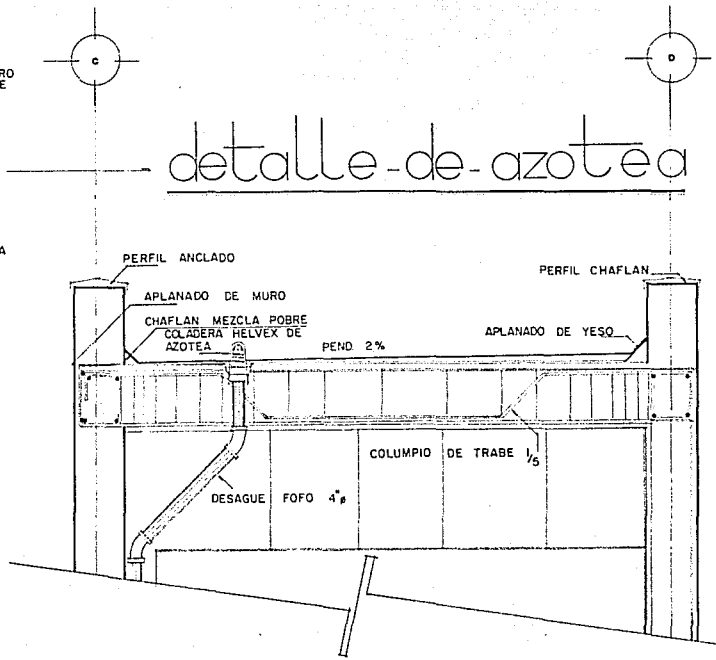 C
D
RO
E
detalle-de-azotea
A
PERFIL ANCLADO
PERFIL CHAFLAN
APLANADO DE MURO
CHAFLAN MEZCLA POBRE
COLADERA HELVEX DE
AZOTEA
PEND. 2%
APLANADO DE YESO
COLUMPIO DE TRABE 1/5
DESAGUE FOFO 4"ø